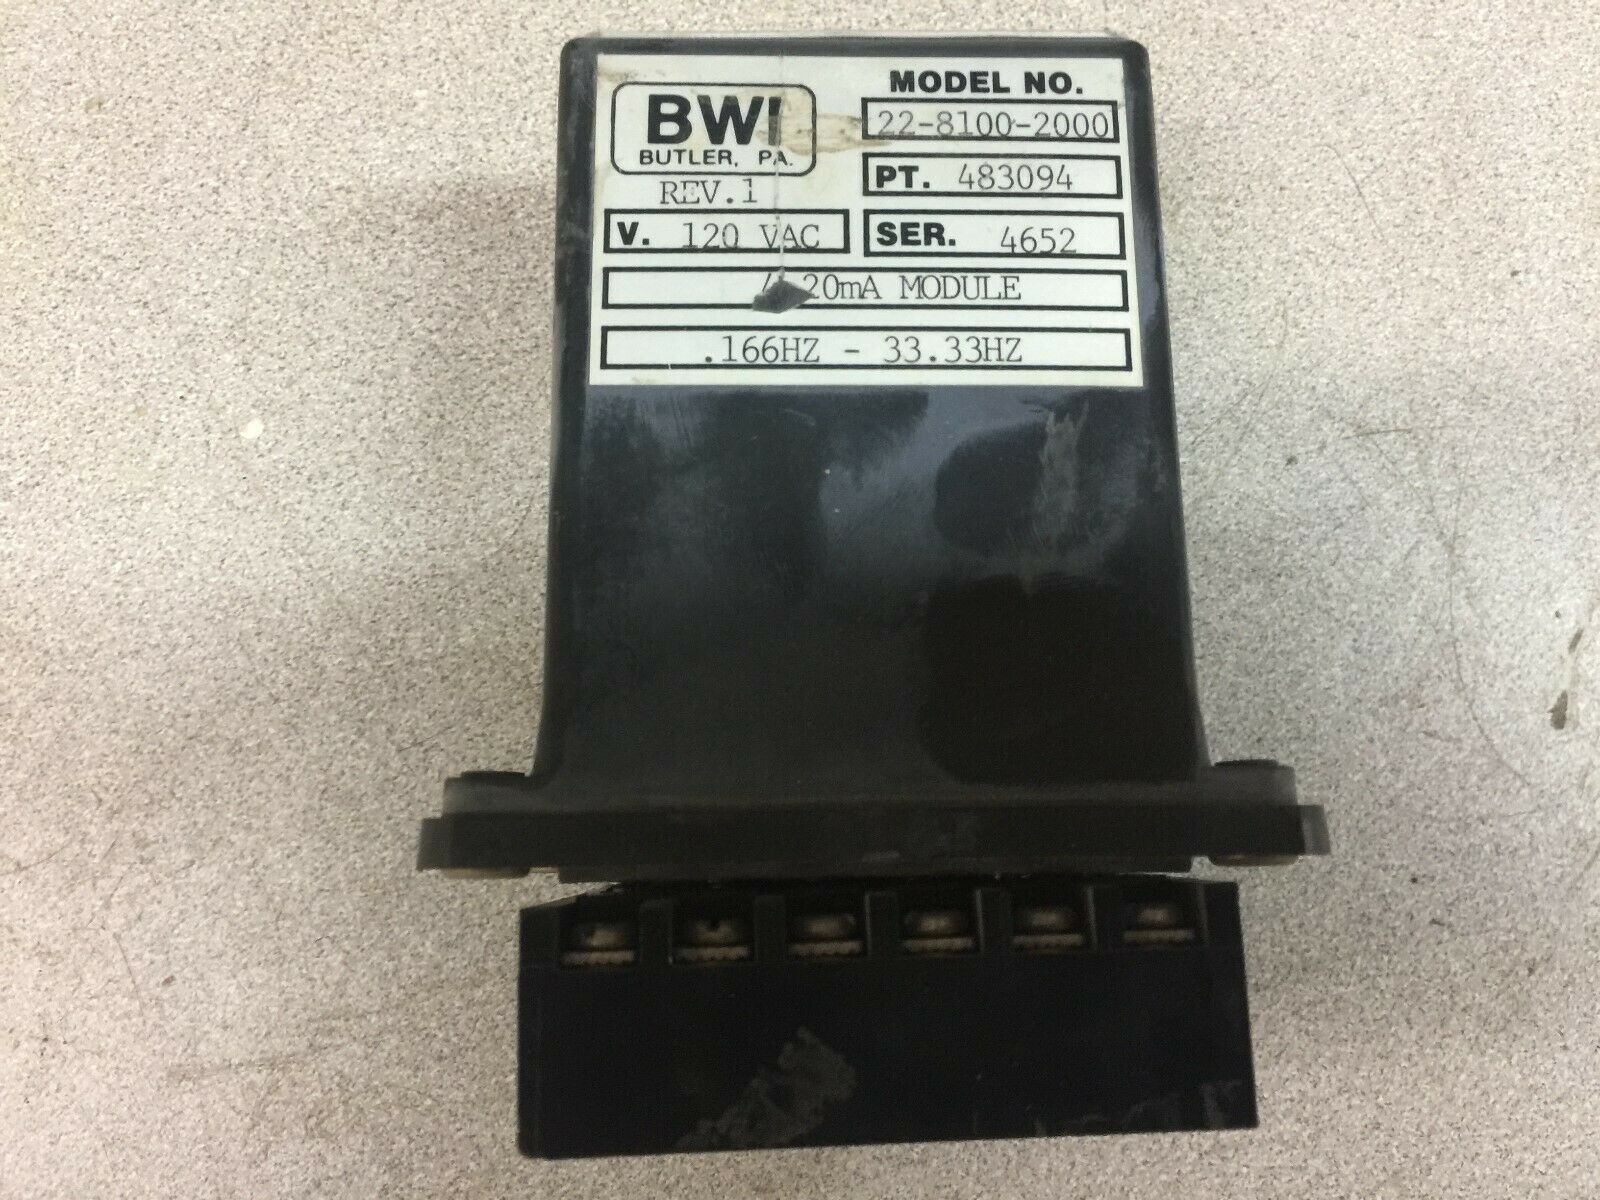 BWI
BUTLER, PA.
REV.1
MODEL NO.
22-8100-2000
PT. 483094
V. 120 VAC
SER. 4652
20mA MODULE
.166HZ - 33.33HZ